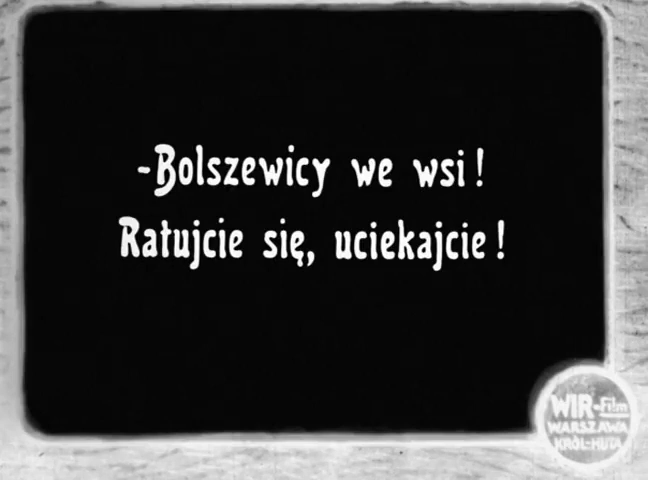 -Bolszewicy we wsi!
Ratujcie się, uciekajcie!
WIR-Film
WARSZAWA
KRÓL-HUTA